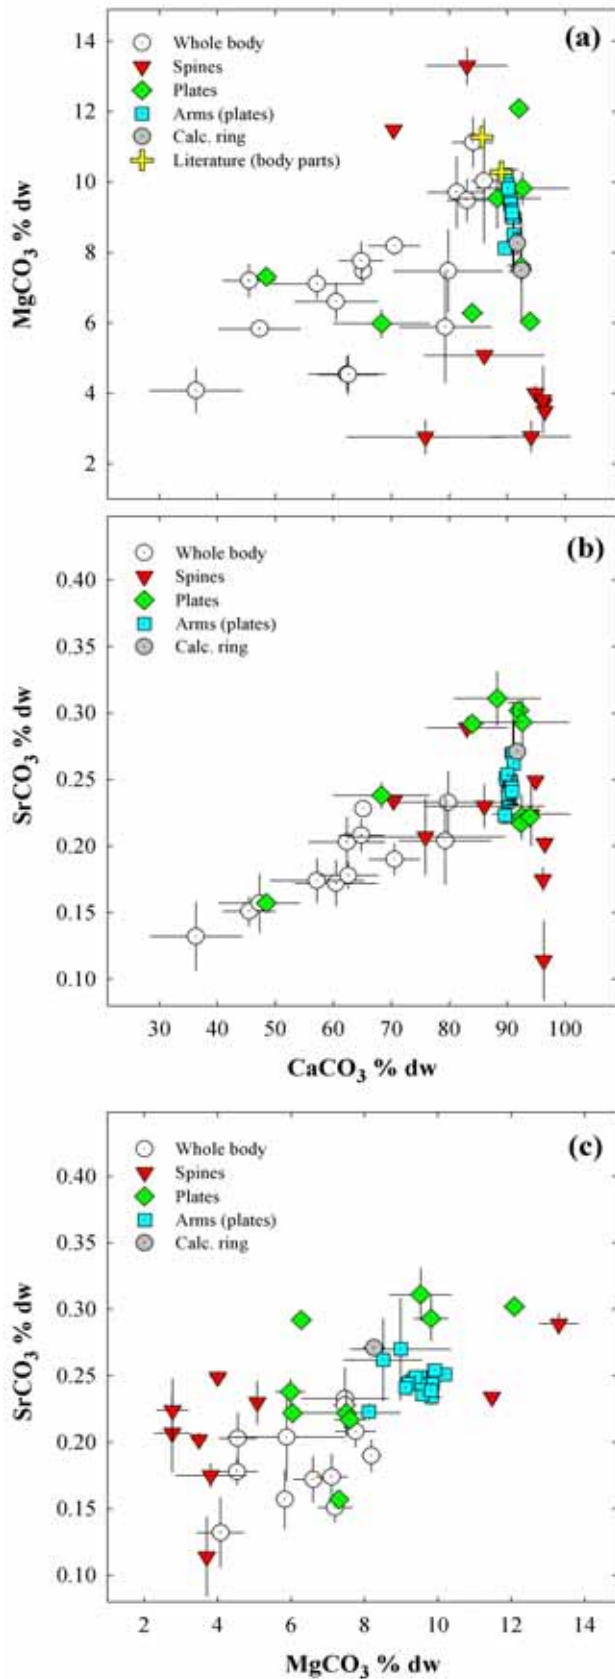 (a)
Whole body
Spines
Plates
Arms (plates)
Calc. ring
Literature (body parts)
MgCO3 % dw
14
12
10
8
6
4
2
(b)
Whole body
Spines
Plates
Arms (plates)
Calc. ring
SrCO3 % dw
0.40
0.35
0.30
0.25
0.20
0.15
0.10
30 40 50 60 70 80 90 100
CaCO3 % dw
(c)
Whole body
Spines
Plates
Arms (plates)
Calc. ring
SrCO3 % dw
0.40
0.35
0.30
0.25
0.20
0.15
0.10
2 4 6 8 10 12 14
MgCO3 % dw